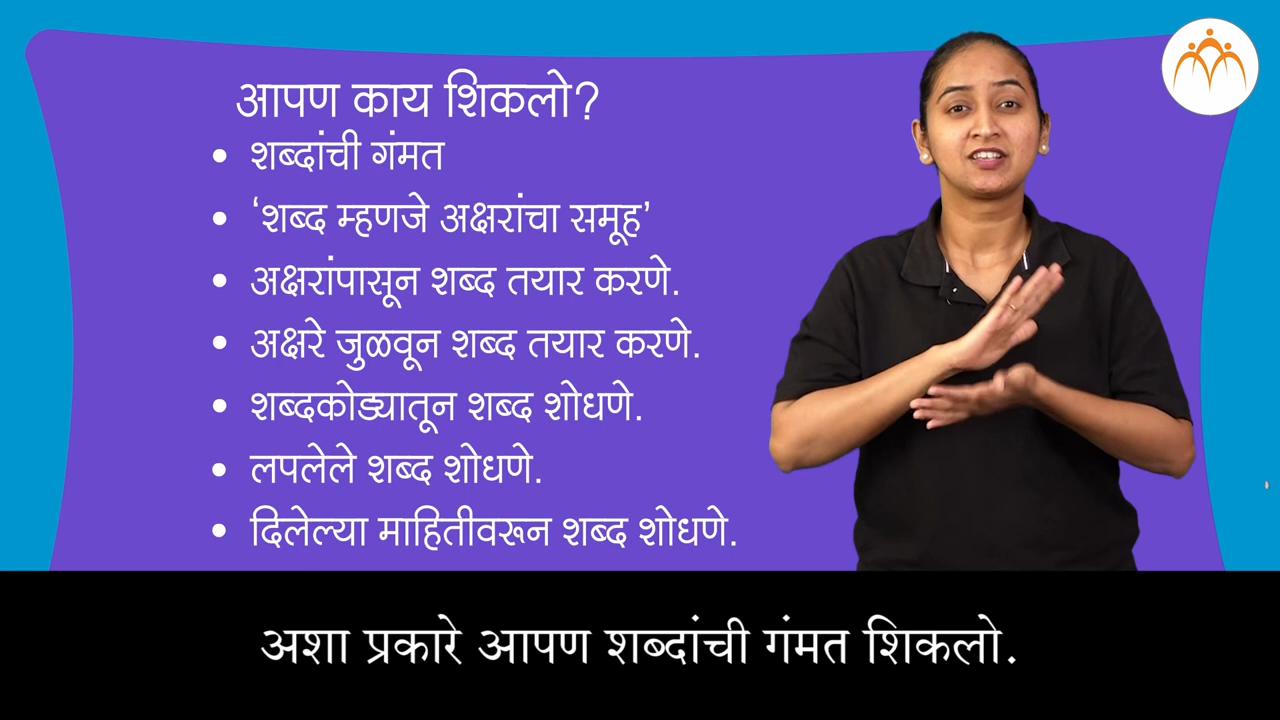 आपण काय शिकलो?
• शब्दांची गंमत
• ‘शब्द म्हणजे अक्षरांचा समूह’
• अक्षरांपासून शब्द तयार करणे.
• अक्षरे जुळवून शब्द तयार करणे.
• शब्दकोड्यातून शब्द शोधणे.
• लपलेले शब्द शोधणे.
• दिलेल्या माहितीवरून शब्द शोधणे.
अशा प्रकारे आपण शब्दांची गंमत शिकलो.